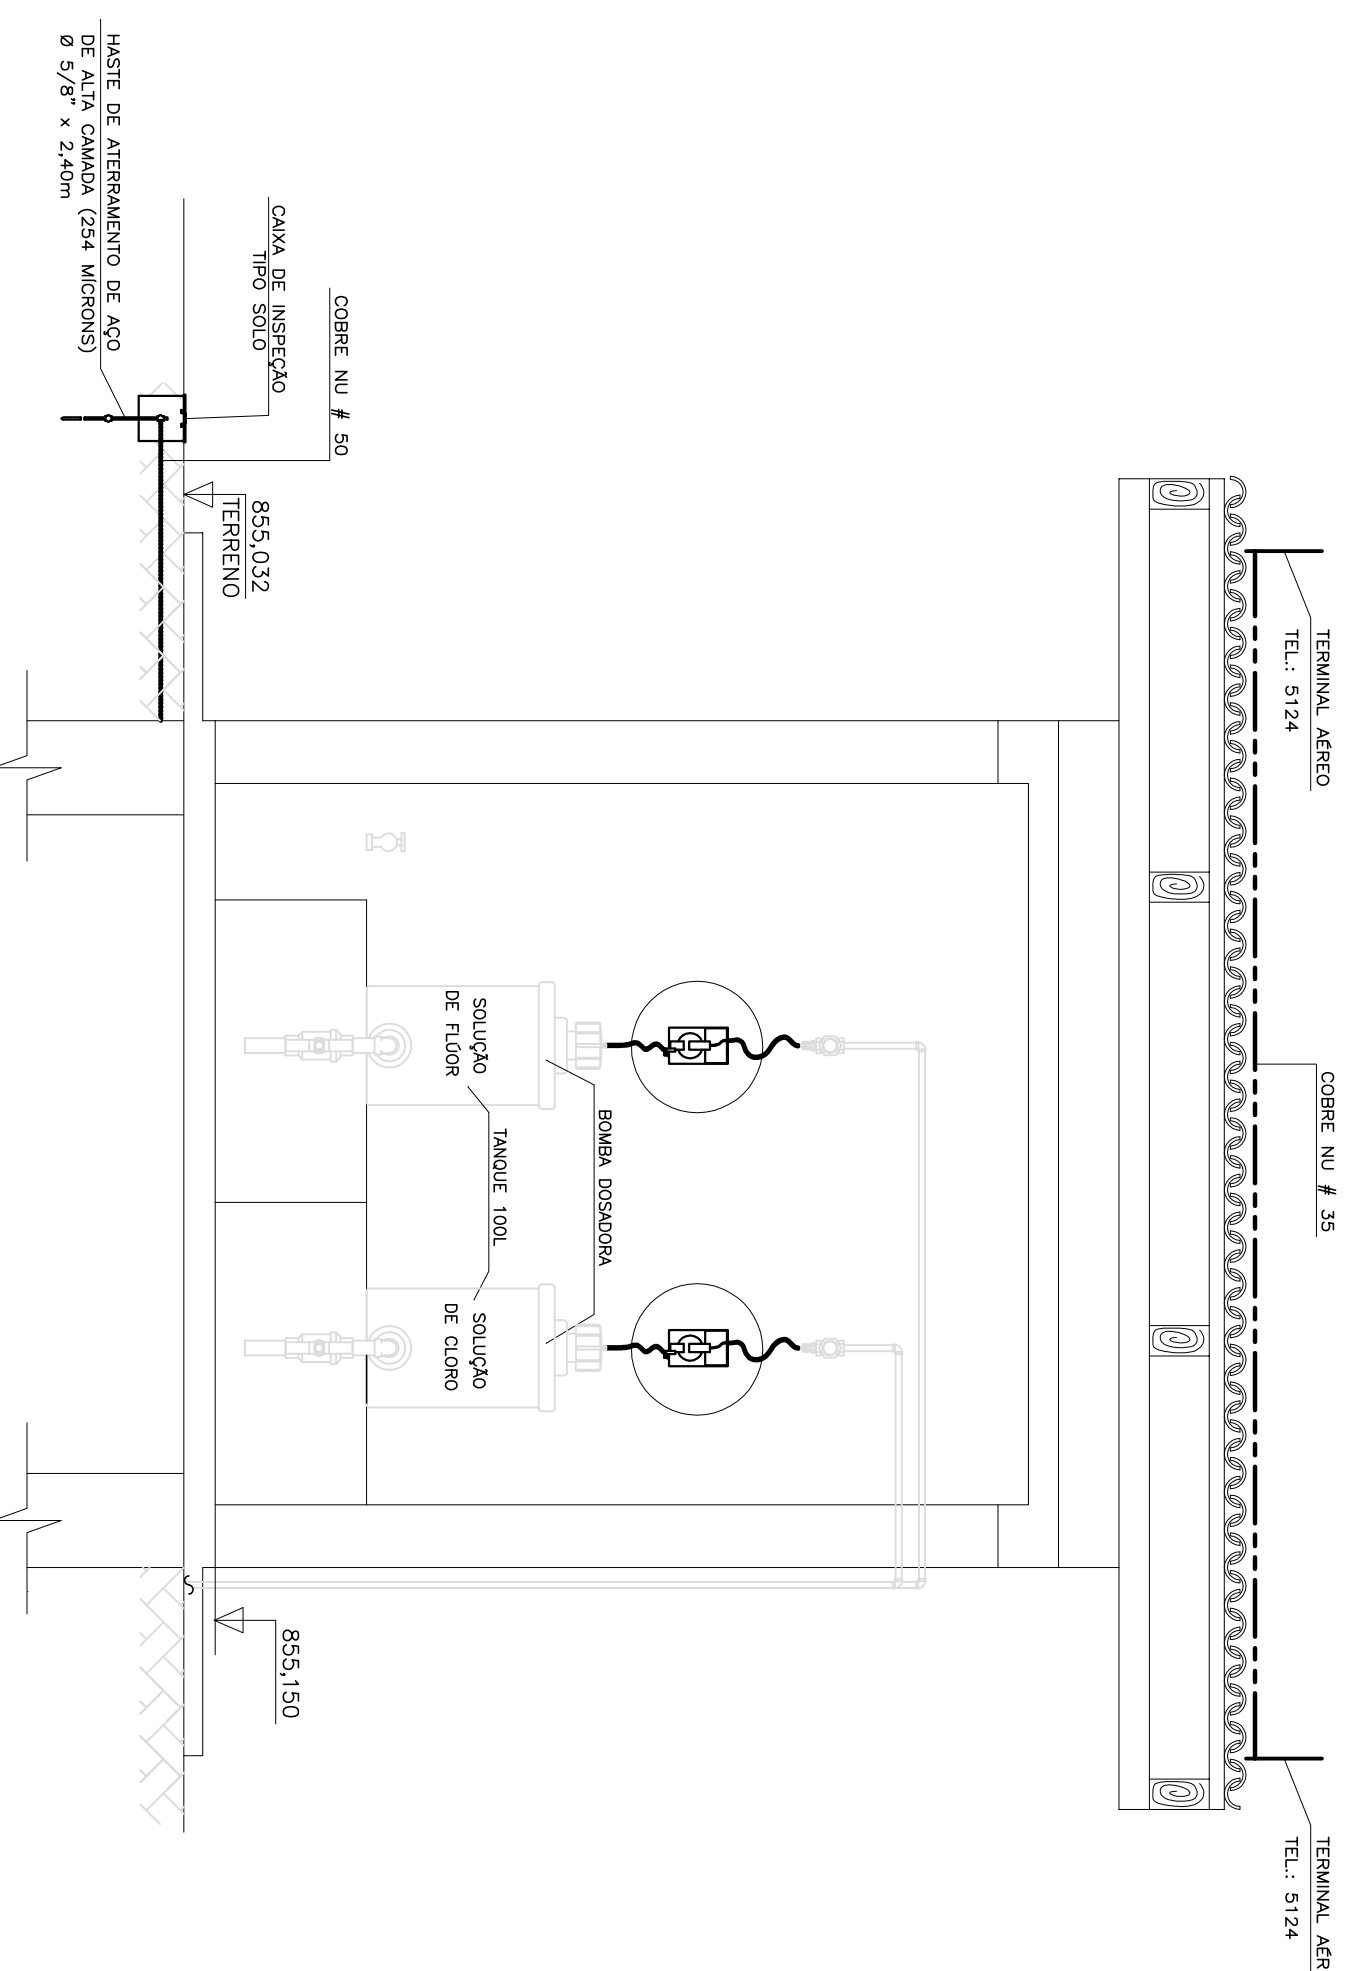 TERMINAL AÉREO
TEL.: 5124
COBRE NU # 35
TERMINAL AÉR
TEL.: 5124
BOMBA DOSADORA
SOLUÇÃO
DE FLÚOR
TANQUE 100L
SOLUÇÃO
DE CLORO
COBRE NU # 50
CAIXA DE INSPEÇÃO
TIPO SOLO
855,032
TERRENO
855,150
HASTE DE ATERRAMENTO DE AÇO
DE ALTA CAMADA (254 MÍCRONS)
Ø 5/8" x 2,40m